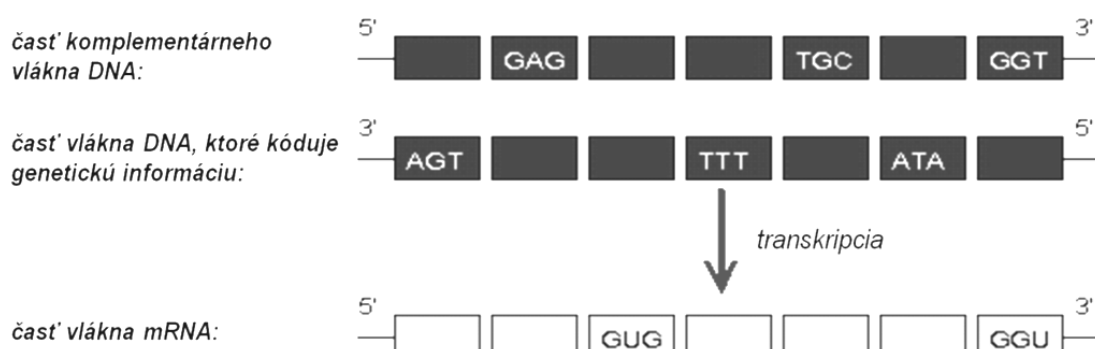 5' 3'
časť komplementárneho
vlákna DNA:
GAG TGC GGT
3' 5'
časť vlákna DNA, ktoré kóduje
genetickú informáciu:
AGT TTT ATA
transkripcia
5' 3'
časť vlákna mRNA:
GUG GGU